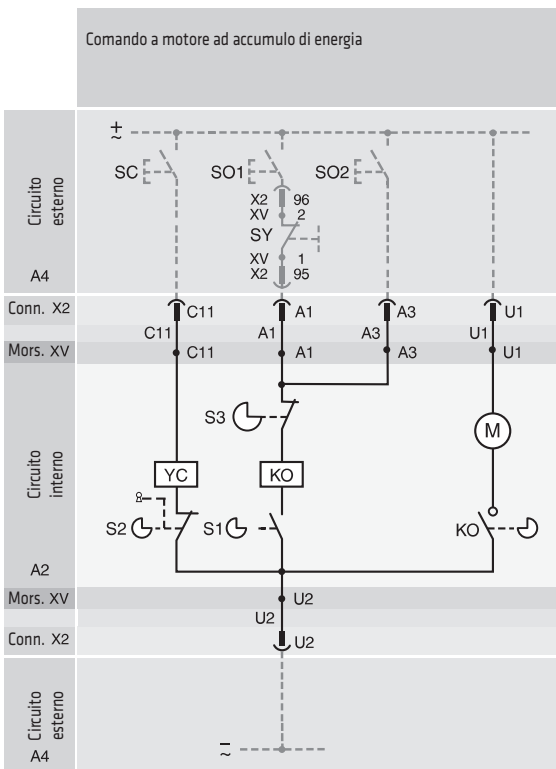 Comando a motore ad accumulo di energia
+
~
SC
SO1
SO2
X2 96
XV 2
SY
XV 1
X2 95
Circuito
esterno
A4
Conn. X2
C11 A1 A3 U1
C11 A1 A3 U1
Mors. XV
C11 A1 A3 U1
S3
M
YC
KO
S2
S1
KO
Circuito
interno
A2
Mors. XV
U2
U2
Conn. X2
U2
Circuito
esterno
A4
–
~